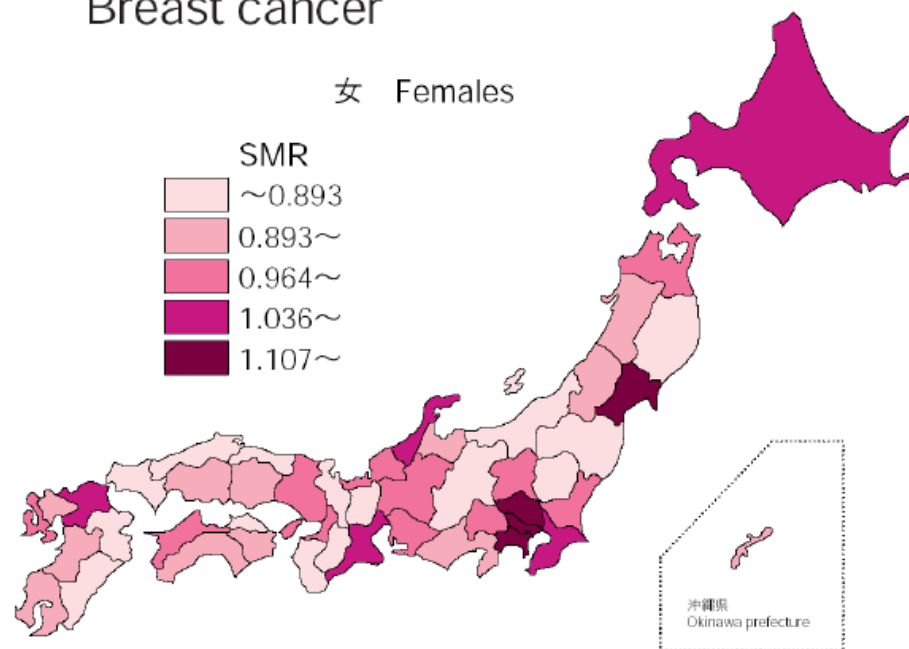 Breast cancer
女 Females
SMR
～0.893
0.893～
0.964～
1.036～
1.107～
沖縄県
Okinawa prefecture